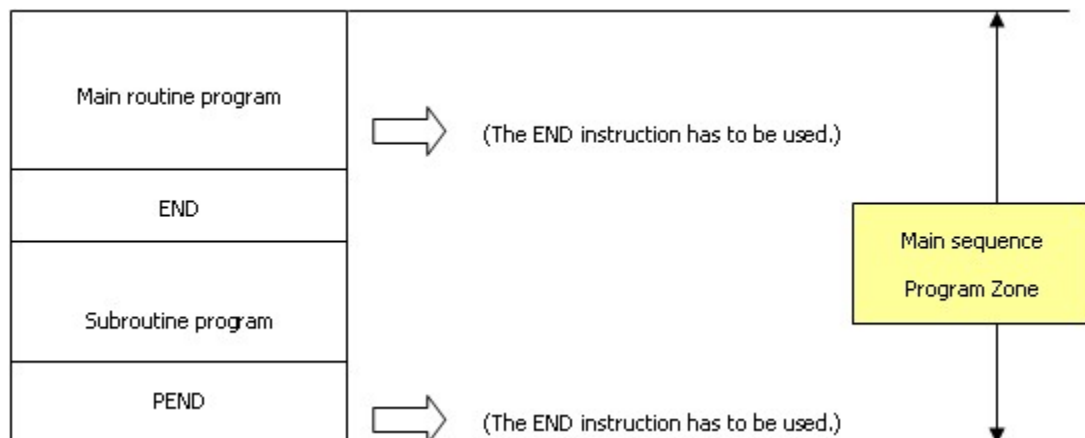 Main routine program
(The END instruction has to be used.)
END
Main sequence
Program Zone
Subroutine program
PEND
(The END instruction has to be used.)